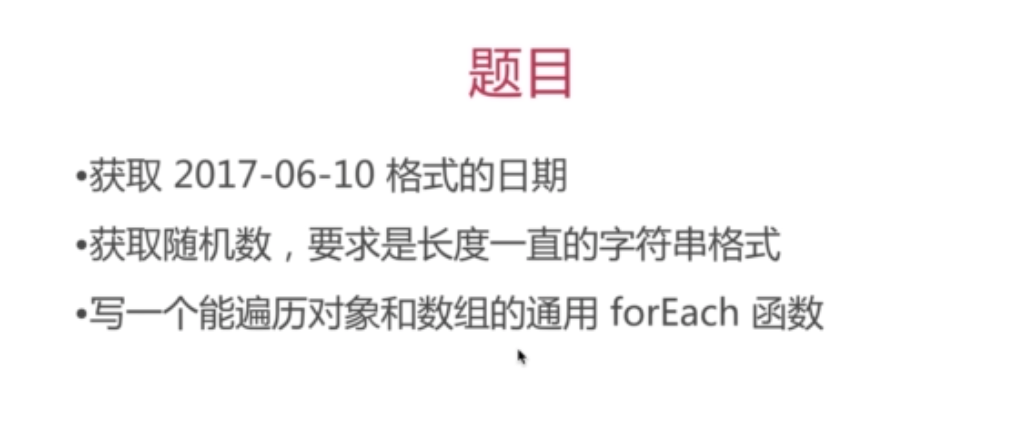 题目
•获取 2017-06-10 格式的日期
•获取随机数，要求是长度一直的字符串格式
•写一个能遍历对象和数组的通用 forEach 函数